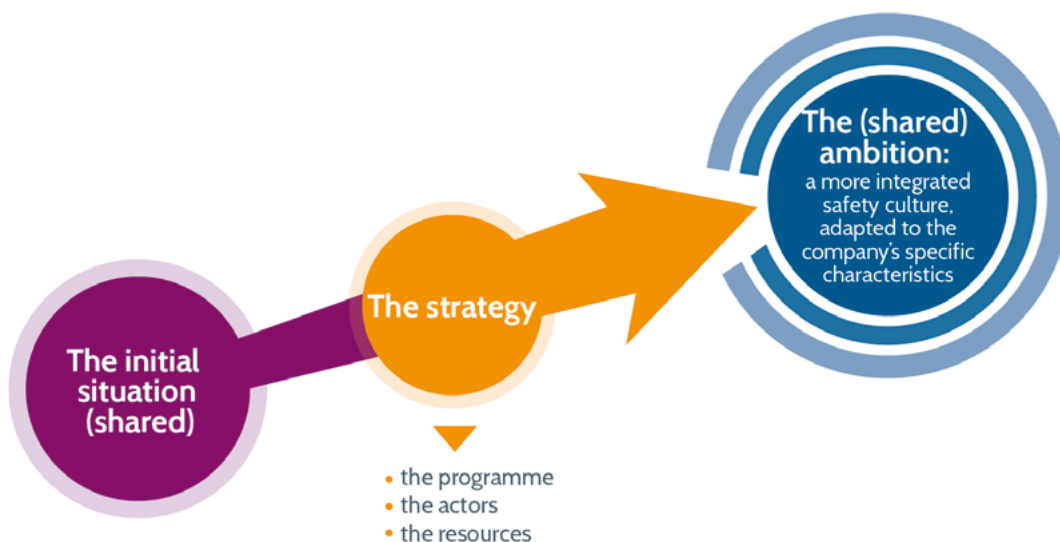 The initial
situation
(shared)
The strategy
• the programme
• the actors
• the resources
The (shared)
ambition:
a more integrated
safety culture,
adapted to the
company's specific
characteristics